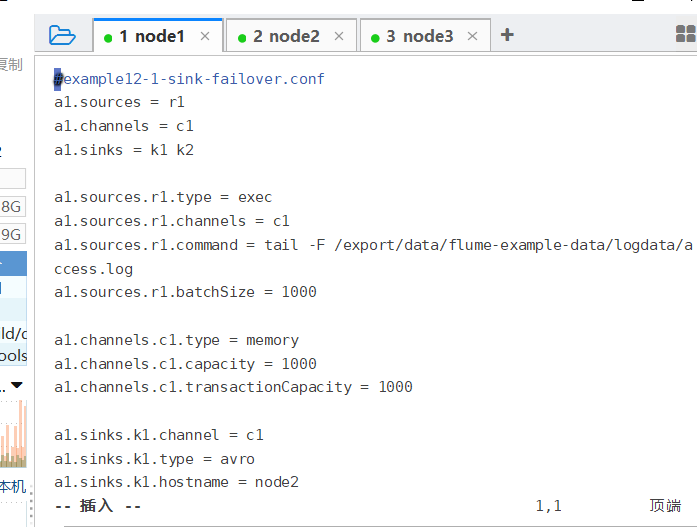 1 node1 ×
2 node2 ×
3 node3 ×
+
复制
8G
9G
ld/c
ools
..
本机
#example12-1-sink-failover.conf
a1.sources = r1
a1.channels = c1
a1.sinks = k1 k2
a1.sources.r1.type = exec
a1.sources.r1.channels = c1
a1.sources.r1.command = tail -F /export/data/flume-example-data/logdata/a
ccess.log
a1.sources.r1.batchSize = 1000
a1.channels.c1.type = memory
a1.channels.c1.capacity = 1000
a1.channels.c1.transactionCapacity = 1000
a1.sinks.k1.channel = c1
a1.sinks.k1.type = avro
a1.sinks.k1.hostname = node2
-- 插入 -- 1,1 顶端